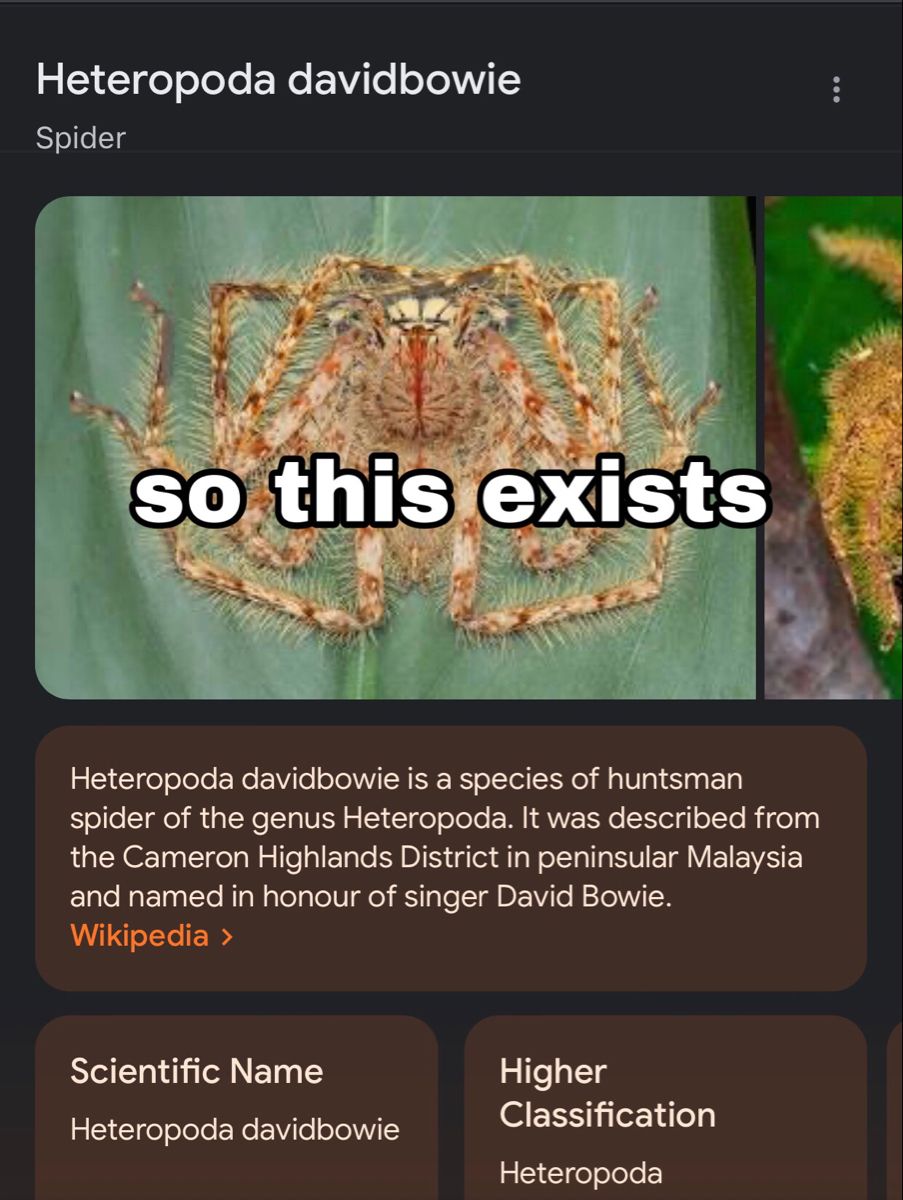 Heteropoda davidbowie
Spider
so this exists
Heteropoda davidbowie is a species of huntsman
spider of the genus Heteropoda. It was described from
the Cameron Highlands District in peninsular Malaysia
and named in honour of singer David Bowie.
Wikipedia >
Scientific Name
Heteropoda davidbowie
Higher
Classification
Heteropoda